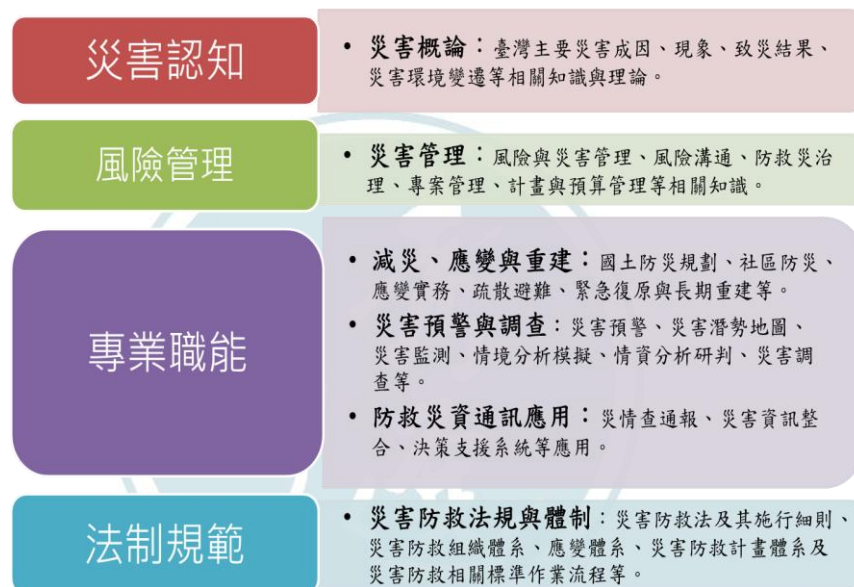 災害認知
• 災害概論：臺灣主要災害成因、現象、致災結果、
災害環境變遷等相關知識與理論。
風險管理
• 災害管理：風險與災害管理、風險溝通、防救災治
理、專案管理、計畫與預算管理等相關知識。
專業職能
• 減災、應變與重建：國土防災規劃、社區防災、
應變實務、疏散避難、緊急復原與長期重建等。
• 災害預警與調查：災害預警、災害潛勢地圖、
災害監測、情境分析模擬、情資分析研判、災害調
查等。
• 防救災資通訊應用：災情查通報、災害資訊整
合、決策支援系統等應用。
法制規範
• 災害防救法規與體制：災害防救法及其施行細則、
災害防救組織體系、應變體系、災害防救計畫體系及
災害防救相關標準作業流程等。